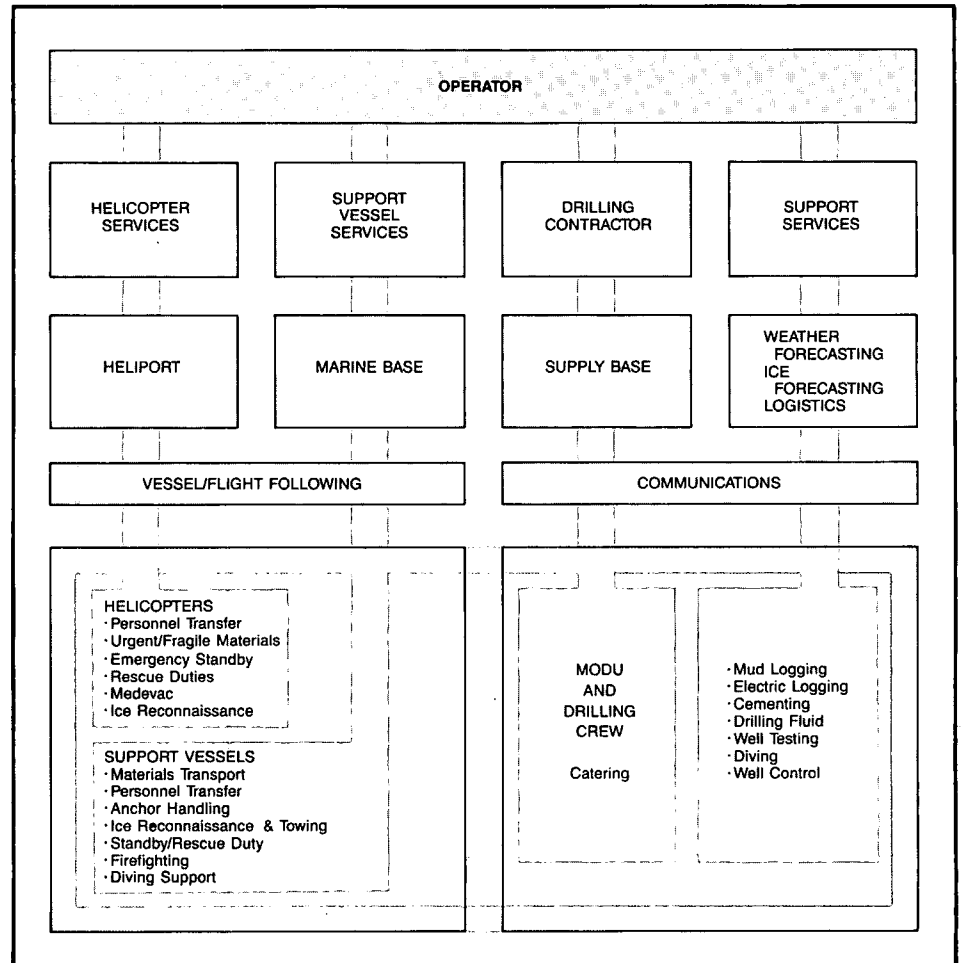 OPERATOR
HELICOPTER
SERVICES
SUPPORT
VESSEL
SERVICES
DRILLING
CONTRACTOR
SUPPORT
SERVICES
HELIPORT
MARINE BASE
SUPPLY BASE
WEATHER
FORECASTING
ICE
FORECASTING
LOGISTICS
VESSEL/FLIGHT FOLLOWING
COMMUNICATIONS
HELICOPTERS
· Personnel Transfer
· Urgent/Fragile Materials
· Emergency Standby
· Rescue Duties
· Medevac
· Ice Reconnaissance
SUPPORT VESSELS
· Materials Transport
· Personnel Transfer
· Anchor Handling
· Ice Reconnaissance & Towing
· Standby/Rescue Duty
· Firefighting
· Diving Support
MODU
AND
DRILLING
CREW
Catering
· Mud Logging
· Electric Logging
· Cementing
· Drilling Fluid
· Well Testing
· Diving
· Well Control